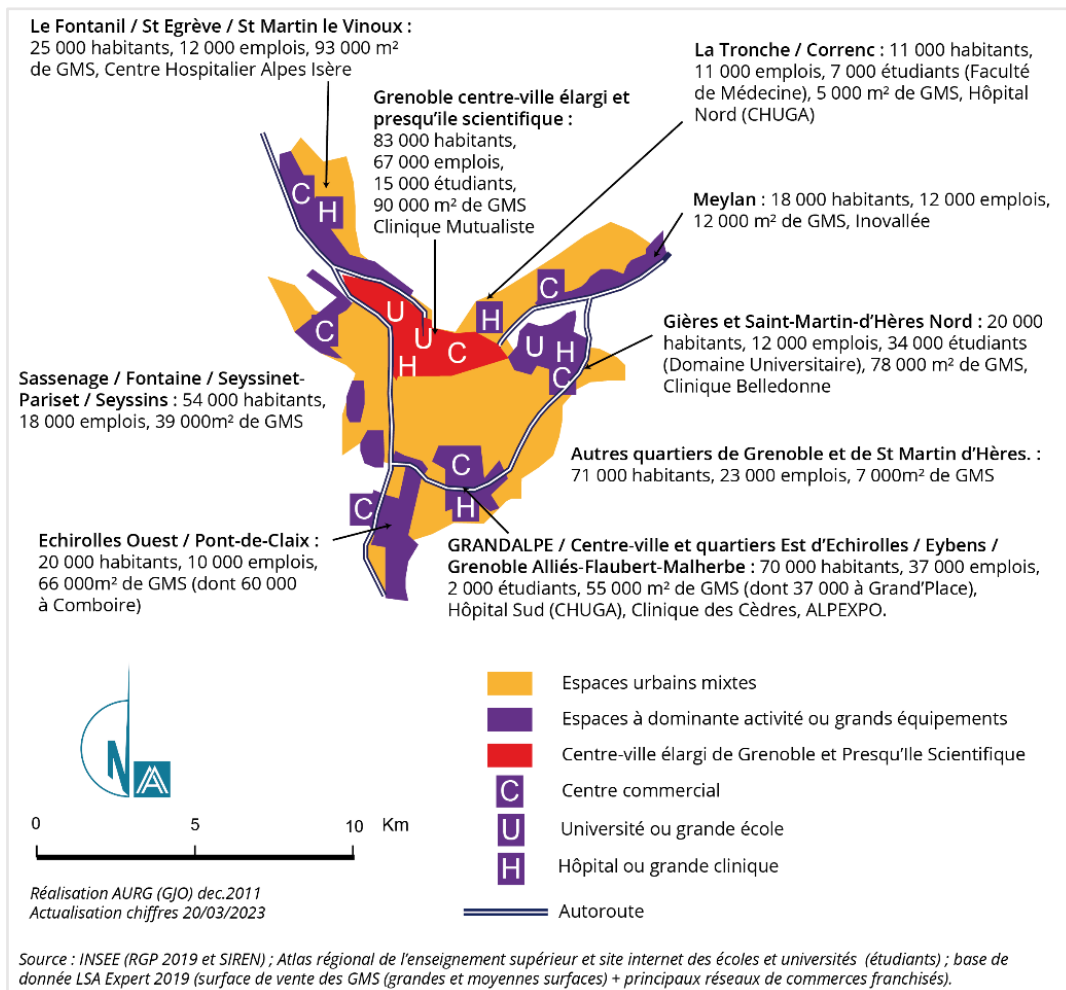 Le Fontanil / St Egrève / St Martin le Vinoux :
25 000 habitants, 12 000 emplois, 93 000 m²
de GMS, Centre Hospitalier Alpes Isère
Grenoble centre-ville élargi et
presqu'ile scientifique :
83 000 habitants,
67 000 emplois,
15 000 étudiants,
90 000 m² de GMS
Clinique Mutualiste
La Tronche / Correnc : 11 000 habitants,
11 000 emplois, 7 000 étudiants (Faculté
de Médecine), 5 000 m² de GMS, Hôpital
Nord (CHUGA)
Meylan : 18 000 habitants, 12 000 emplois,
12 000 m² de GMS, Inovallée
C
H
U
U
H
C
C
H
C
U
H
C
Gières et Saint-Martin-d'Hères Nord : 20 000
habitants, 12 000 emplois, 34 000 étudiants
(Domaine Universitaire), 78 000 m² de GMS,
Clinique Belledonne
Sassenage / Fontaine / Seyssinet-
Pariset / Seyssins : 54 000 habitants,
18 000 emplois, 39 000m² de GMS
Autres quartiers de Grenoble et de St Martin d'Hères. :
71 000 habitants, 23 000 emplois, 7 000m² de GMS
C
H
C
Echirolles Ouest / Pont-de-Claix :
20 000 habitants, 10 000 emplois,
66 000m² de GMS (dont 60 000
à Comboire)
GRANDALPE / Centre-ville et quartiers Est d'Echirolles / Eybens /
Grenoble Alliés-Flaubert-Malherbe : 70 000 habitants, 37 000 emplois,
2 000 étudiants, 55 000 m² de GMS (dont 37 000 à Grand'Place),
Hôpital Sud (CHUGA), Clinique des Cèdres, ALPEXPO.
N
Espaces urbains mixtes
Espaces à dominante activité ou grands équipements
Centre-ville élargi de Grenoble et Presqu'Ile Scientifique
C Centre commercial
U Université ou grande école
H Hôpital ou grande clinique
Autoroute
0 5 10 Km
Réalisation AURG (GJO) dec.2011
Actualisation chiffres 20/03/2023
Source : INSEE (RGP 2019 et SIREN) ; Atlas régional de l'enseignement supérieur et site internet des écoles et universités (étudiants) ; base de
donnée LSA Expert 2019 (surface de vente des GMS (grandes et moyennes surfaces) + principaux réseaux de commerces franchisés).